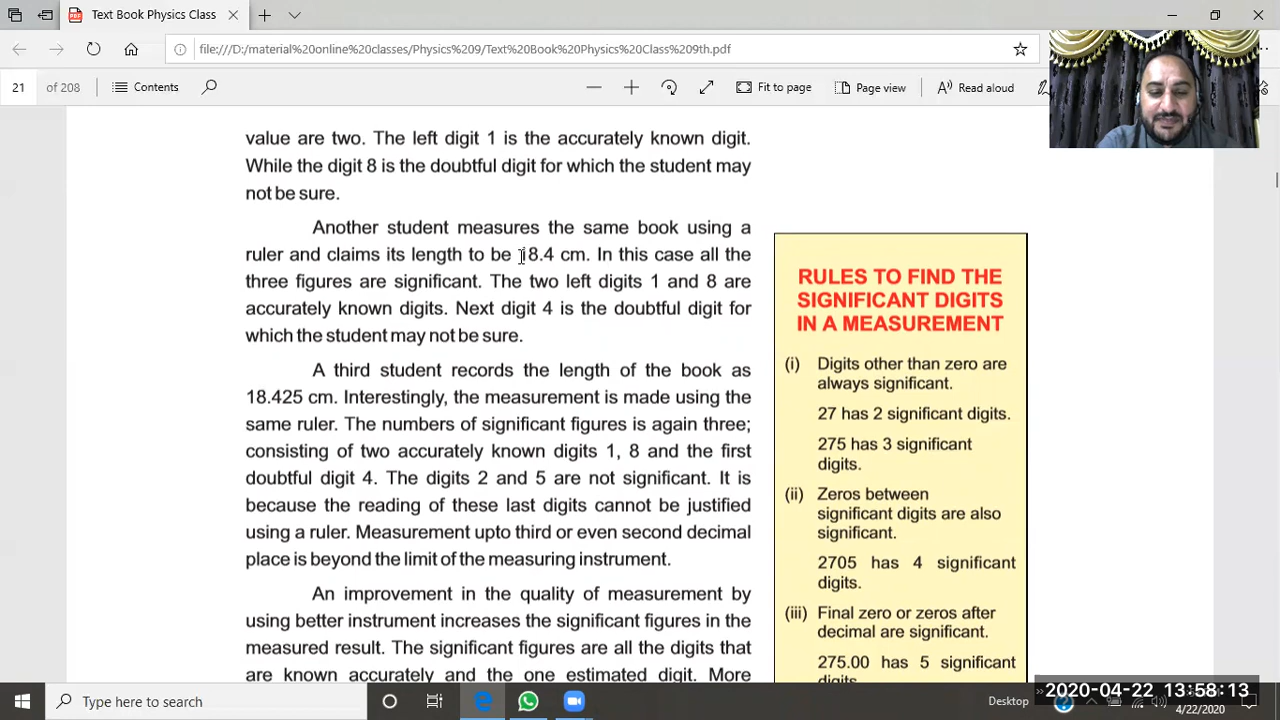 Text Book Physics Class
file:///D:/material%20online%20classes/Physics%209/Text%20Book%20Physics%20Class%209th.pdf
21 of 208 Contents Fit to page Page view Read aloud
value are two. The left digit 1 is the accurately known digit.
While the digit 8 is the doubtful digit for which the student may
not be sure.
Another student measures the same book using a
ruler and claims its length to be 18.4 cm. In this case all the
three figures are significant. The two left digits 1 and 8 are
accurately known digits. Next digit 4 is the doubtful digit for
which the student may not be sure.
A third student records the length of the book as
18.425 cm. Interestingly, the measurement is made using the
same ruler. The numbers of significant figures is again three;
consisting of two accurately known digits 1, 8 and the first
doubtful digit 4. The digits 2 and 5 are not significant. It is
because the reading of these last digits cannot be justified
using a ruler. Measurement upto third or even second decimal
place is beyond the limit of the measuring instrument.
An improvement in the quality of measurement by
using better instrument increases the significant figures in the
measured result. The significant figures are all the digits that
are known accurately and the one estimated digit. More
RULES TO FIND THE
SIGNIFICANT DIGITS
IN A MEASUREMENT
(i) Digits other than zero are
always significant.
27 has 2 significant digits.
275 has 3 significant
digits.
(ii) Zeros between
significant digits are also
significant.
2705 has 4 significant
digits.
(iii) Final zero or zeros after
decimal are significant.
275.00 has 5 significant
digits.
Type here to search
Desktop
2020-04-22 13:58:13
4/22/2020